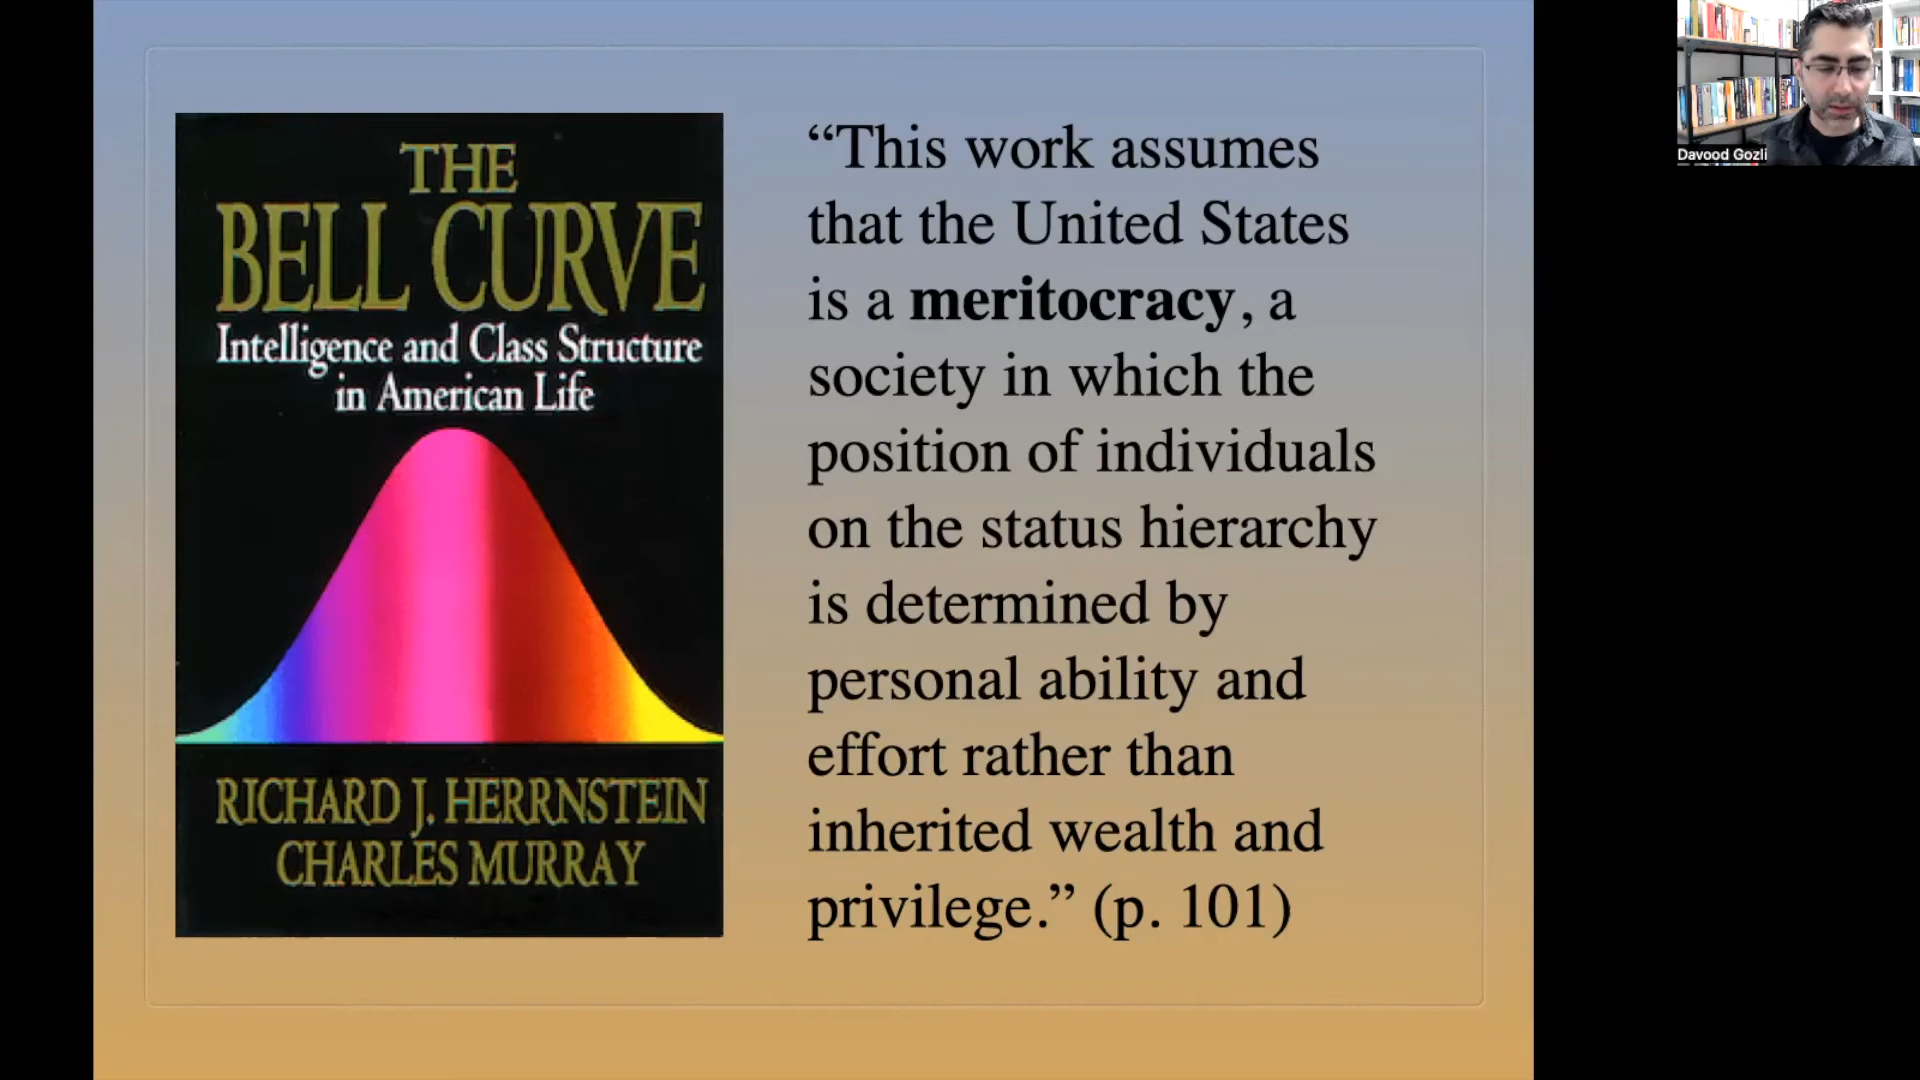 THE
BELL CURVE
Intelligence and Class Structure
in American Life
RICHARD J. HERRNSTEIN
CHARLES MURRAY
“This work assumes
that the United States
is a meritocracy, a
society in which the
position of individuals
on the status hierarchy
is determined by
personal ability and
effort rather than
inherited wealth and
privilege.” (p. 101)
Davood Gozli